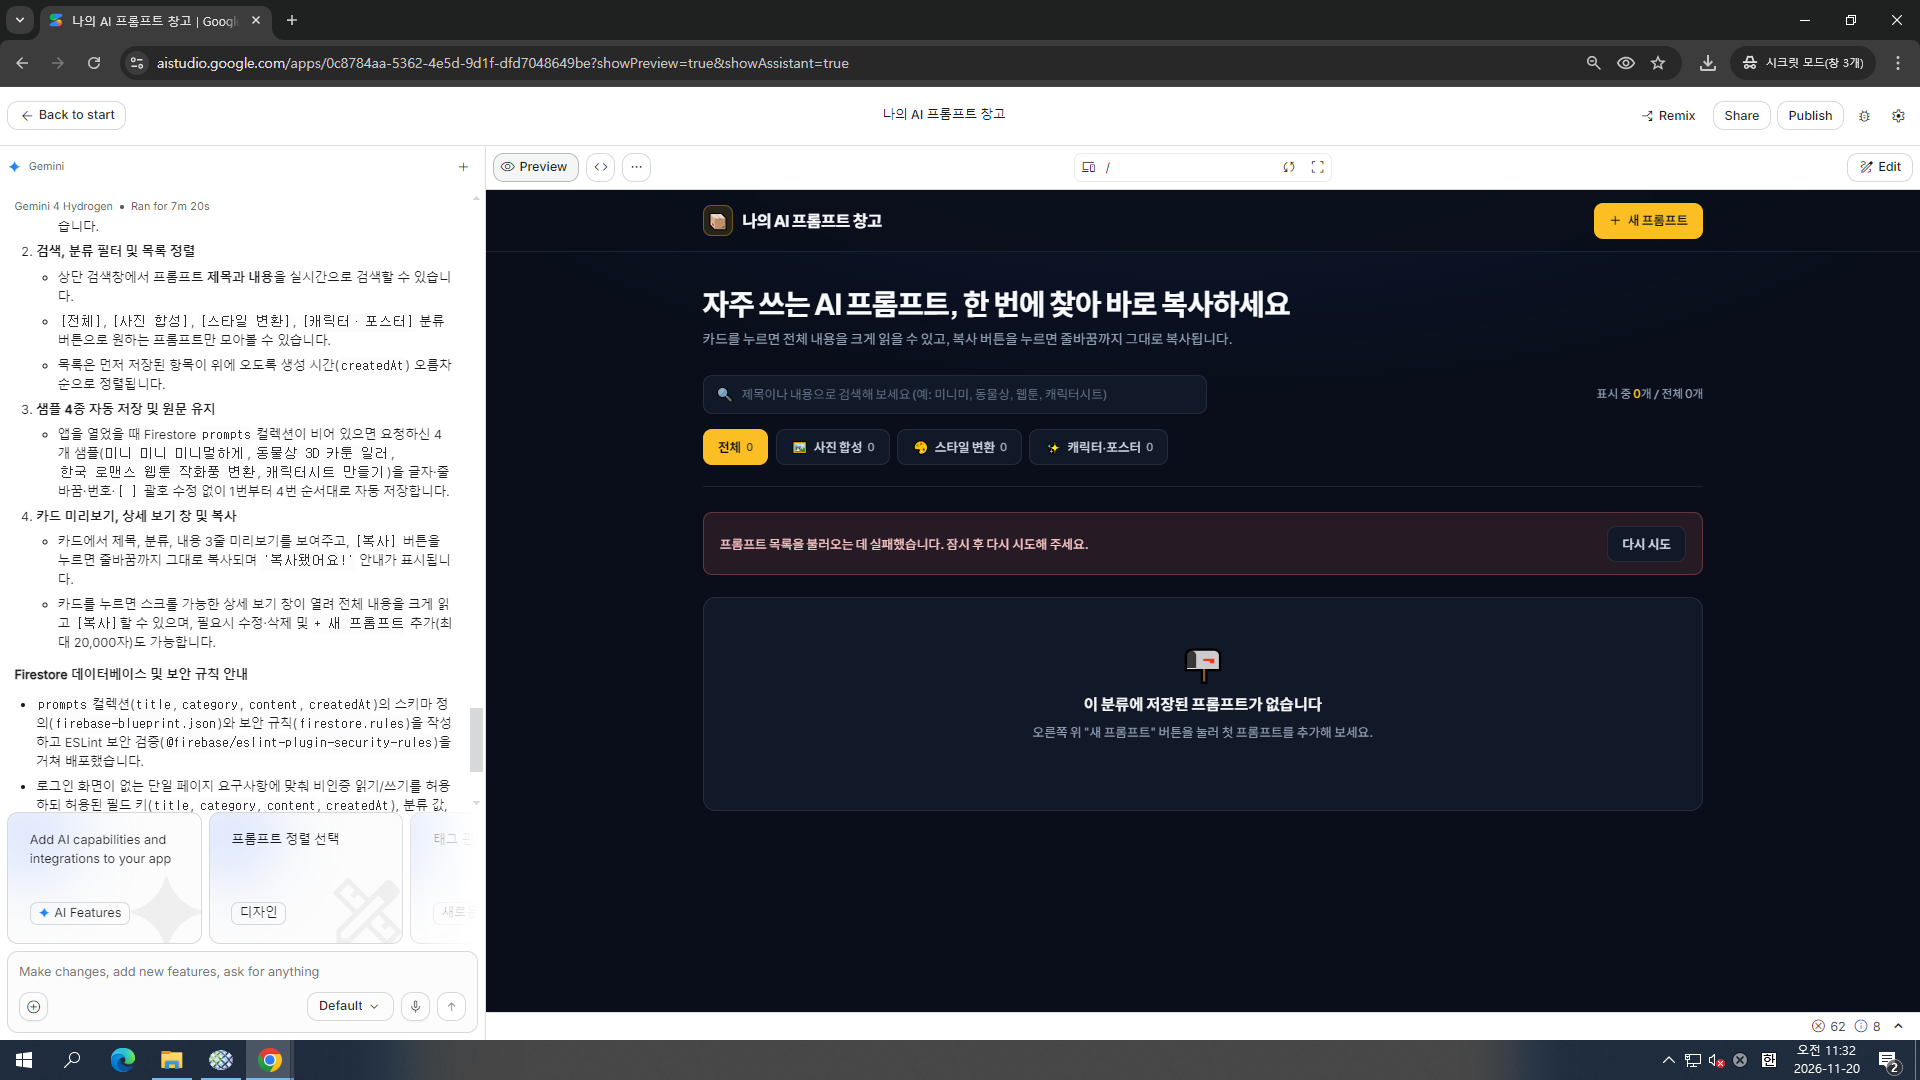 나의 AI 프롬프트 창고 | Goog
aistudio.google.com/apps/0c8784aa-5362-4e5d-9d1f-dfd7048649be?showPreview=true&showAssistant=true
시크릿 모드(창 3개)
Back to start
나의 AI 프롬프트 창고
Remix
Share
Publish
Gemini
Preview
/
Edit
Gemini 4 Hydrogen • Ran for 7m 20s
습니다.
2. 검색, 분류 필터 및 목록 정렬
상단 검색창에서 프롬프트 제목과 내용을 실시간으로 검색할 수 있습니
다.
[전체], [사진 합성], [스타일 변환], [캐릭터·포스터] 분류
버튼으로 원하는 프롬프트만 모아볼 수 있습니다.
목록은 먼저 저장된 항목이 위에 오도록 생성 시간(createdAt) 오름차
순으로 정렬됩니다.
3. 샘플 4종 자동 저장 및 원문 유지
앱을 열었을 때 Firestore prompts 컬렉션이 비어 있으면 요청하신 4
개 샘플(미니 미니 미니멀하게, 동물상 3D 카툰 일러,
한국 로맨스 웹툰 작화풍 변환, 캐릭터시트 만들기)을 글자·줄
바꿈·번호·[ ] 괄호 수정 없이 1번부터 4번 순서대로 자동 저장합니다.
4. 카드 미리보기, 상세 보기 창 및 복사
카드에서 제목, 분류, 내용 3줄 미리보기를 보여주고, [복사] 버튼을
누르면 줄바꿈까지 그대로 복사되며 '복사됐어요!' 안내가 표시됩니
다.
카드를 누르면 스크롤 가능한 상세 보기 창이 열려 전체 내용을 크게 읽
고 [복사]할 수 있으며, 필요시 수정·삭제 및 + 새 프롬프트 추가(최
대 20,000자)도 가능합니다.
Firestore 데이터베이스 및 보안 규칙 안내
prompts 컬렉션(title, category, content, createdAt)의 스키마 정
의(firebase-blueprint.json)와 보안 규칙(firestore.rules)을 작성
하고 ESLint 보안 검증(@firebase/eslint-plugin-security-rules)을
거쳐 배포했습니다.
로그인 화면이 없는 단일 페이지 요구사항에 맞춰 비인증 읽기/쓰기를 허용
하되 허용된 필드 키(title, category, content, createdAt), 분류 값,
Add AI capabilities and
integrations to your app
AI Features
프롬프트 정렬 선택
디자인
태그
새로
Make changes, add new features, ask for anything
Default
나의 AI 프롬프트 창고
+ 새 프롬프트
자주 쓰는 AI 프롬프트, 한 번에 찾아 바로 복사하세요
카드를 누르면 전체 내용을 크게 읽을 수 있고, 복사 버튼을 누르면 줄바꿈까지 그대로 복사됩니다.
제목이나 내용으로 검색해 보세요 (예: 미니미, 동물상, 웹툰, 캐릭터시트)
표시 중 0개 / 전체 0개
전체 0
사진 합성 0
스타일 변환 0
캐릭터·포스터 0
프롬프트 목록을 불러오는 데 실패했습니다. 잠시 후 다시 시도해 주세요.
다시 시도
이 분류에 저장된 프롬프트가 없습니다
오른쪽 위 "새 프롬프트" 버튼을 눌러 첫 프롬프트를 추가해 보세요.
62
8
한
오전 11:32
2026-11-20
2